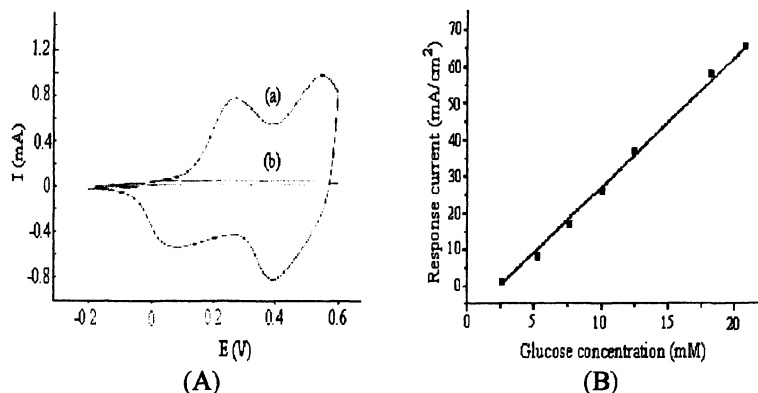 1.2
0.8
0.4
0
-0.4
-0.8
I (mA)
(a)
(b)
-0.2 0 0.2 0.4 0.6
E (V)
(A)
70
60
50
40
30
20
10
0
Response current (mA/cm²)
5 10 15 20
Glucose concentration (mM)
(B)